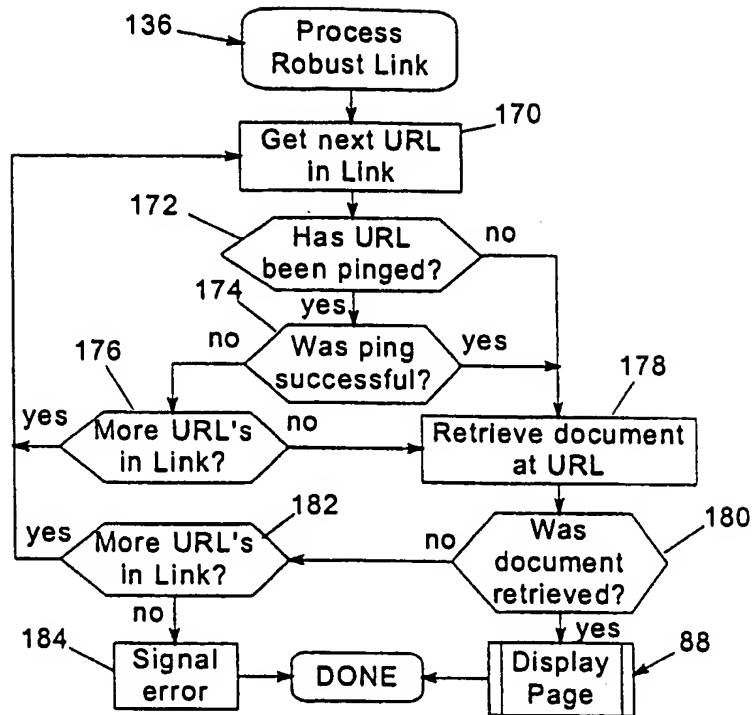 136
Process
Robust Link
170
Get next URL
in Link
172
Has URL
been pinged?
no
yes
174
Was ping
successful?
no
yes
176
178
More URL's
in Link?
yes
no
Retrieve document
at URL
182
180
More URL's
in Link?
yes
no
Was
document
retrieved?
no
yes
184
Signal
error
DONE
Display
Page
88